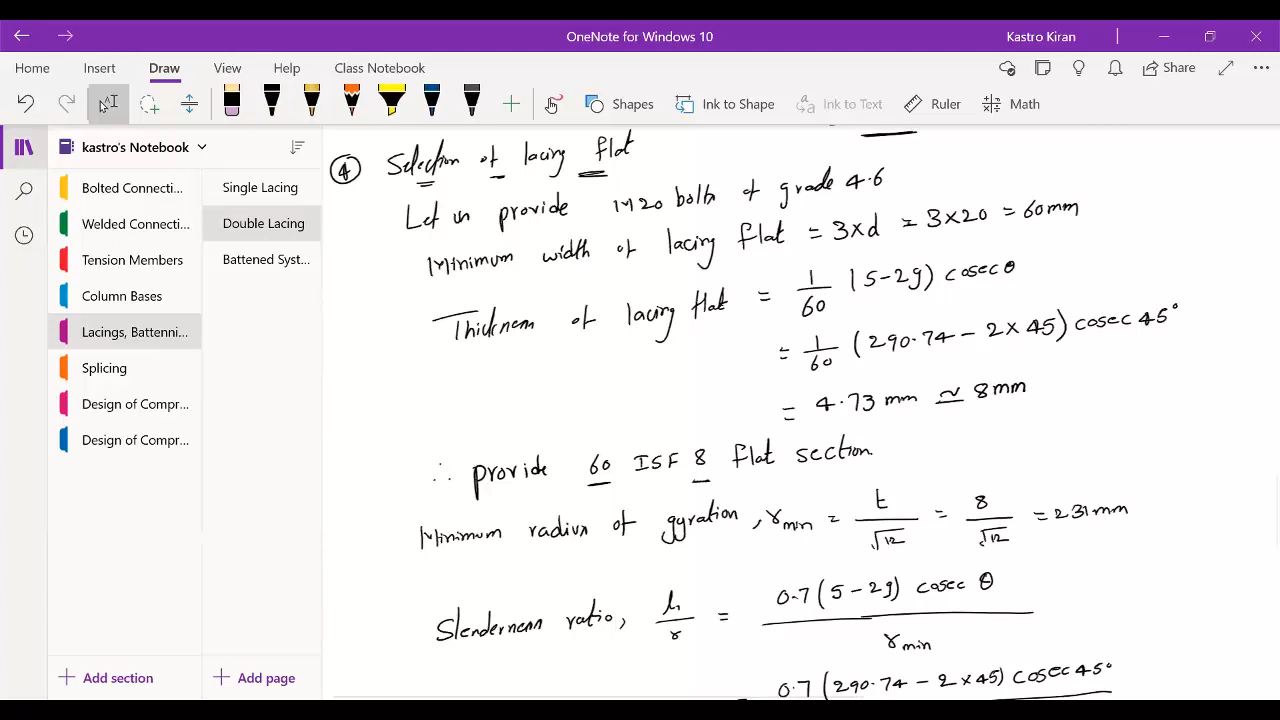 OneNote for Windows 10
Kastro Kiran
Home Insert Draw View Help Class Notebook
Share
Shapes Ink to Shape Ink to Text Ruler Math
kastro's Notebook
Bolted Connecti...
Welded Connecti...
Tension Members
Column Bases
Lacings, Battenni...
Splicing
Design of Compr...
Design of Compr...
Add section
Single Lacing
Double Lacing
Battened Syst...
Add page
4 Selection of lacing flat
Let us provide M20 bolts of grade 4.6
Minimum width of lacing flat = 3×d = 3×20 = 60mm
Thickness of lacing flat = 1/60 (S-2g) cosec θ
= 1/60 (290.74 - 2×45) cosec 45°
= 4.73 mm ≃ 8mm
∴ provide 60 ISF 8 flat section
Minimum radius of gyration, rmin = t/√12 = 8/√12 = 231mm
Slenderness ratio, l1/r = 0.7(S-2g) cosec θ / rmin
0.7(290.74 - 2×45) cosec 45°